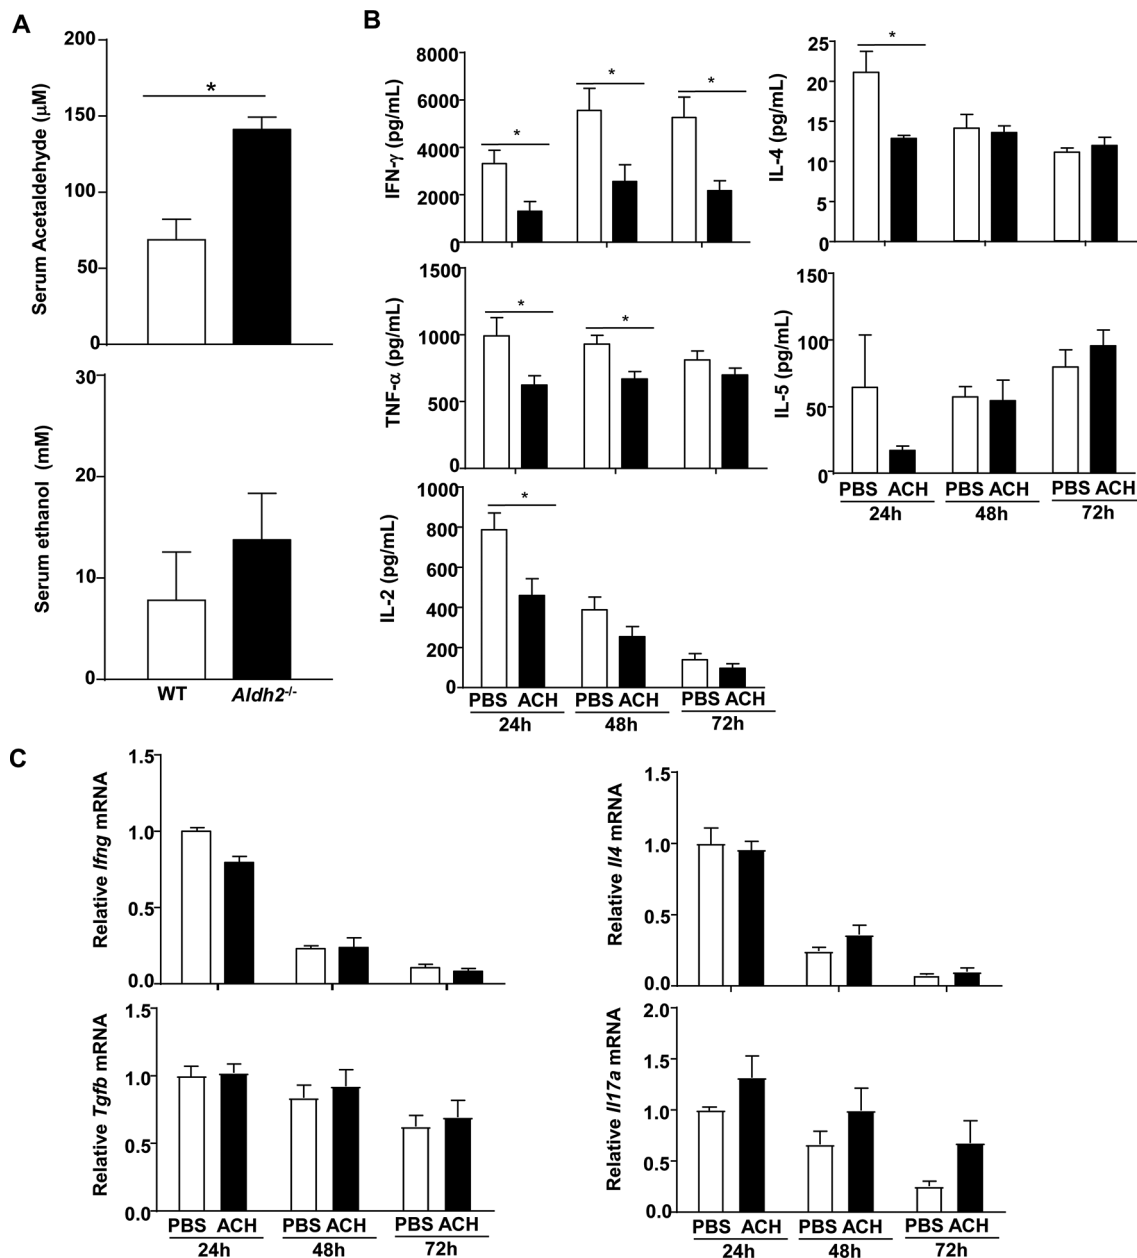 A
Serum Acetaldehyde (μM)
200
150
100
50
0
*
Serum ethanol (mM)
30
20
10
0
WT Aldh2-/-
B
IFN-γ (pg/mL)
8000
6000
4000
2000
0
* * *
TNF-α (pg/mL)
1500
1000
500
0
* *
IL-2 (pg/mL)
1000
800
600
400
200
0
*
PBS ACH PBS ACH PBS ACH
24h 48h 72h
IL-4 (pg/mL)
25
20
15
10
5
0
*
IL-5 (pg/mL)
150
100
50
0
PBS ACH PBS ACH PBS ACH
24h 48h 72h
C
Relative Ifng mRNA
1.5
1.0
0.5
0.0
Relative Il4 mRNA
1.5
1.0
0.5
0.0
Relative Tgfb mRNA
1.5
1.0
0.5
0.0
PBS ACH PBS ACH PBS ACH
24h 48h 72h
Relative Il17a mRNA
2.0
1.5
1.0
0.5
0.0
PBS ACH PBS ACH PBS ACH
24h 48h 72h